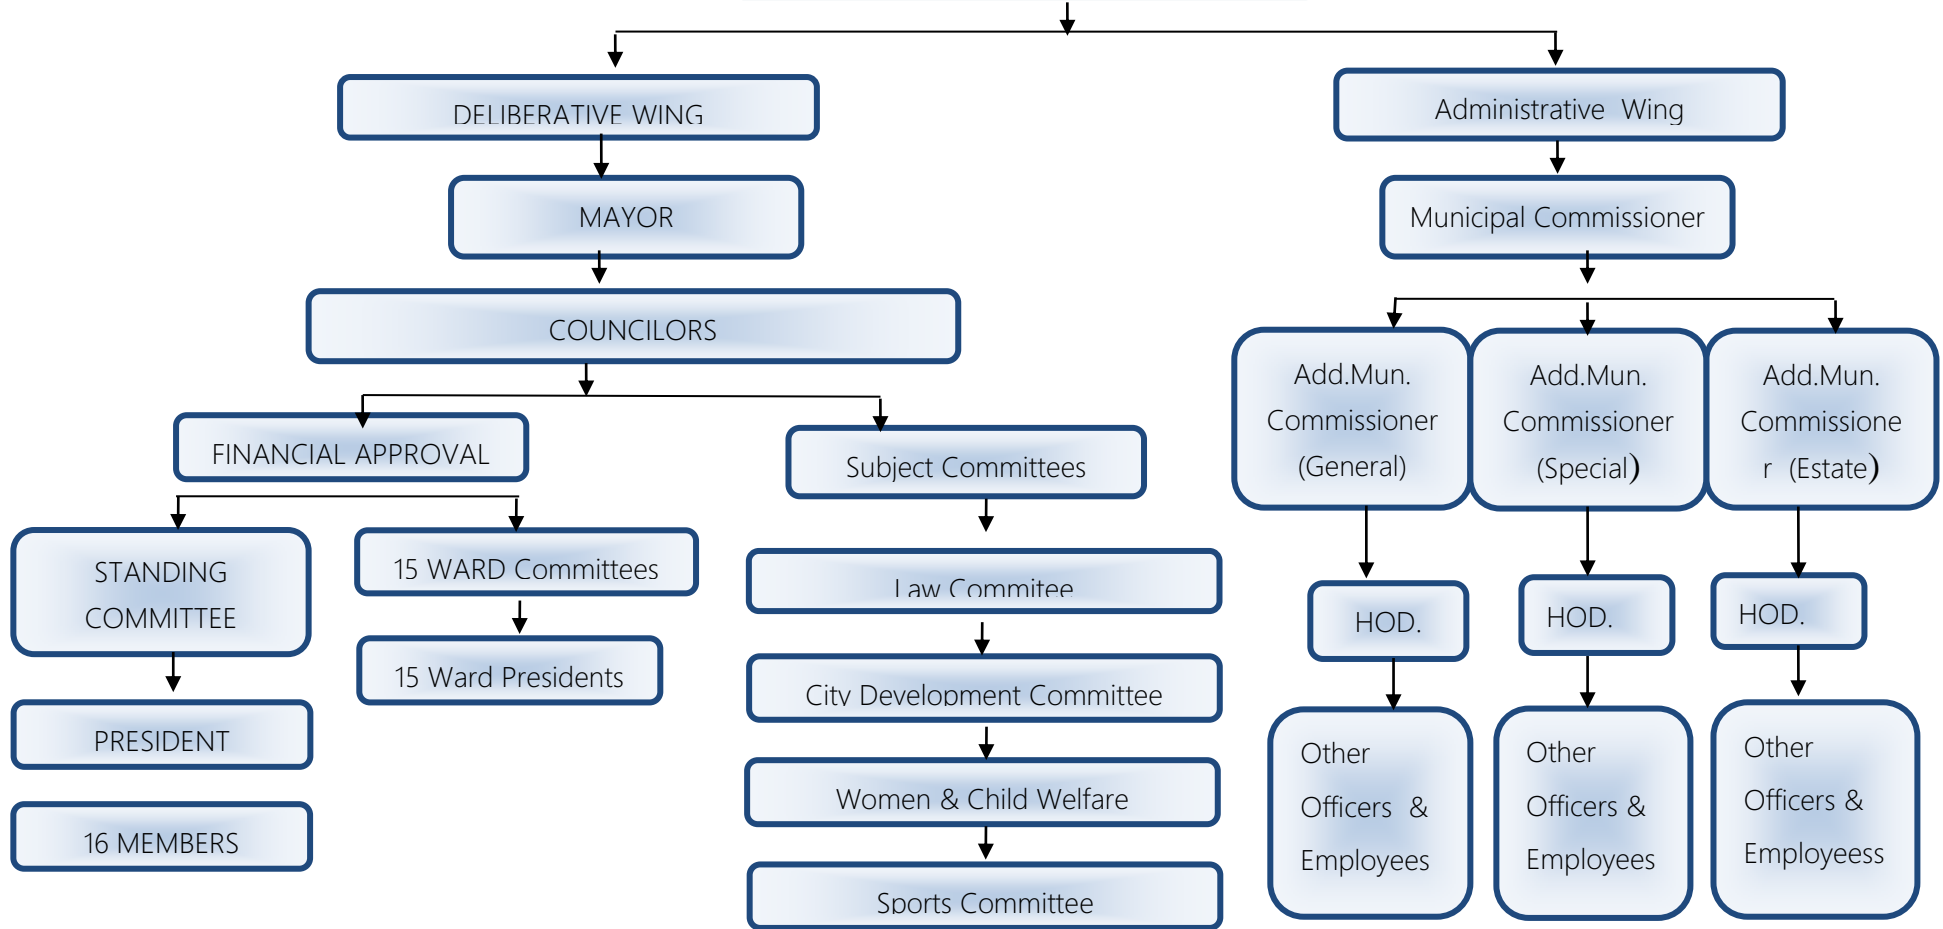 DELIBERATIVE WING
Administrative Wing
MAYOR
Municipal Commissioner
COUNCILORS
Add.Mun.
Commissioner
(General)
Add.Mun.
Commissioner
(Special)
Add.Mun.
Commissione
r (Estate)
FINANCIAL APPROVAL
Subject Committees
STANDING
COMMITTEE
15 WARD Committees
Law Commitee
HOD.
HOD.
HOD.
15 Ward Presidents
City Development Committee
PRESIDENT
Women & Child Welfare
16 MEMBERS
Sports Committee
Other
Officers &
Employees
Other
Officers &
Employees
Other
Officers &
Employeess